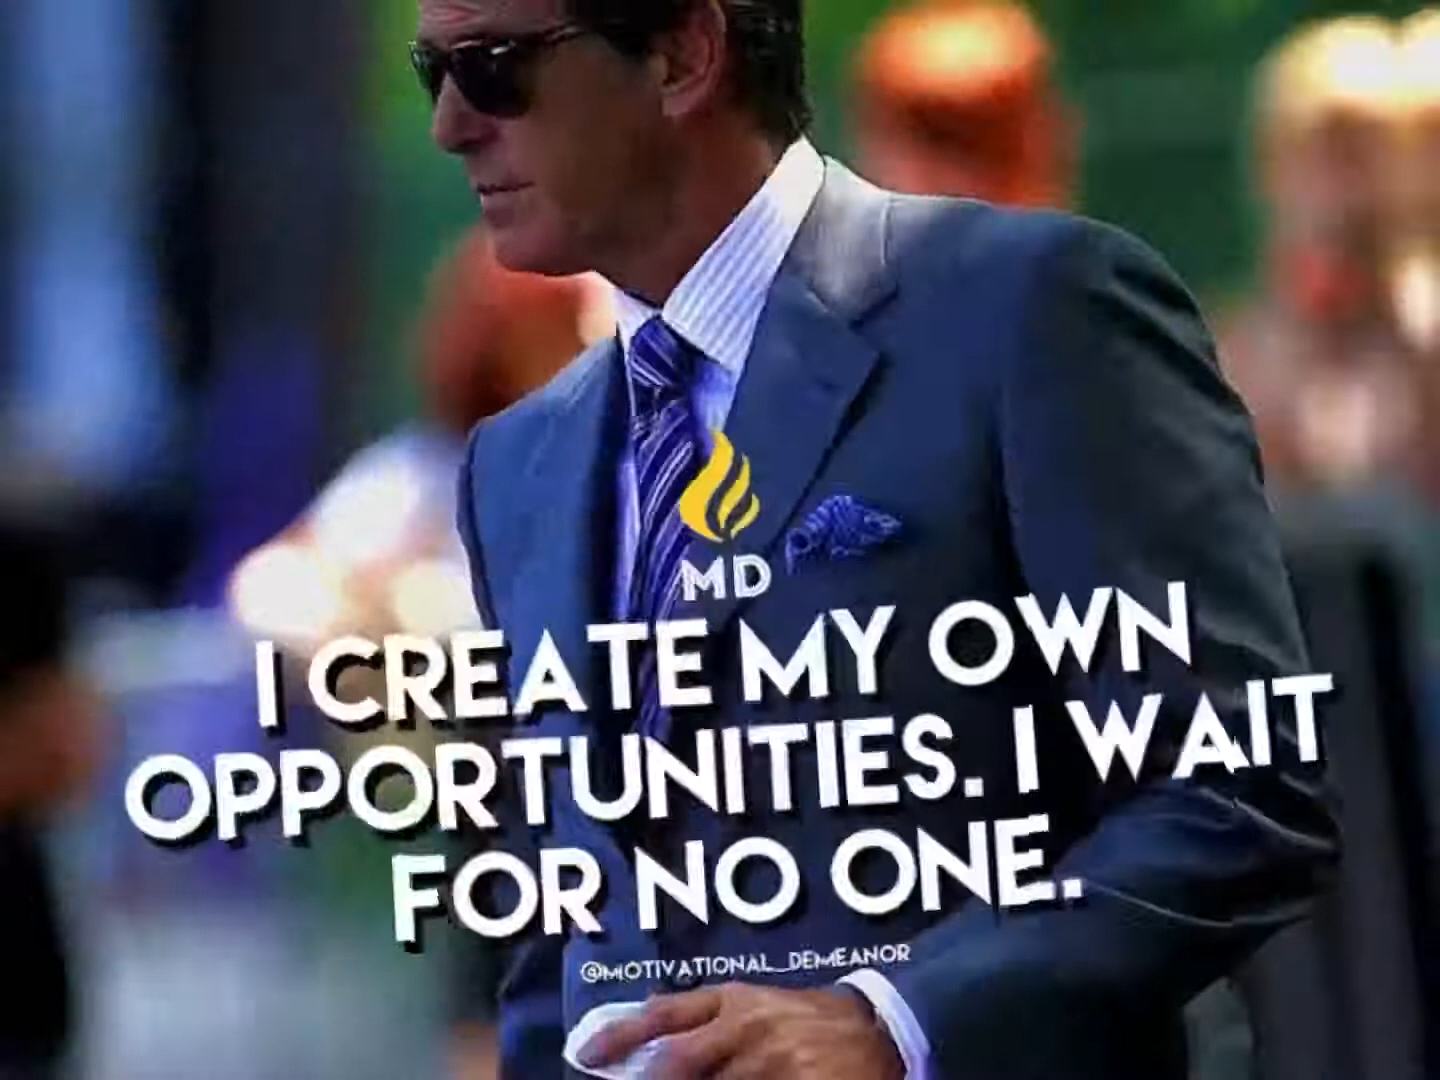 MD
I CREATE MY OWN
OPPORTUNITIES. I WAIT
FOR NO ONE.
@MOTIVATIONAL_DEMEANOR